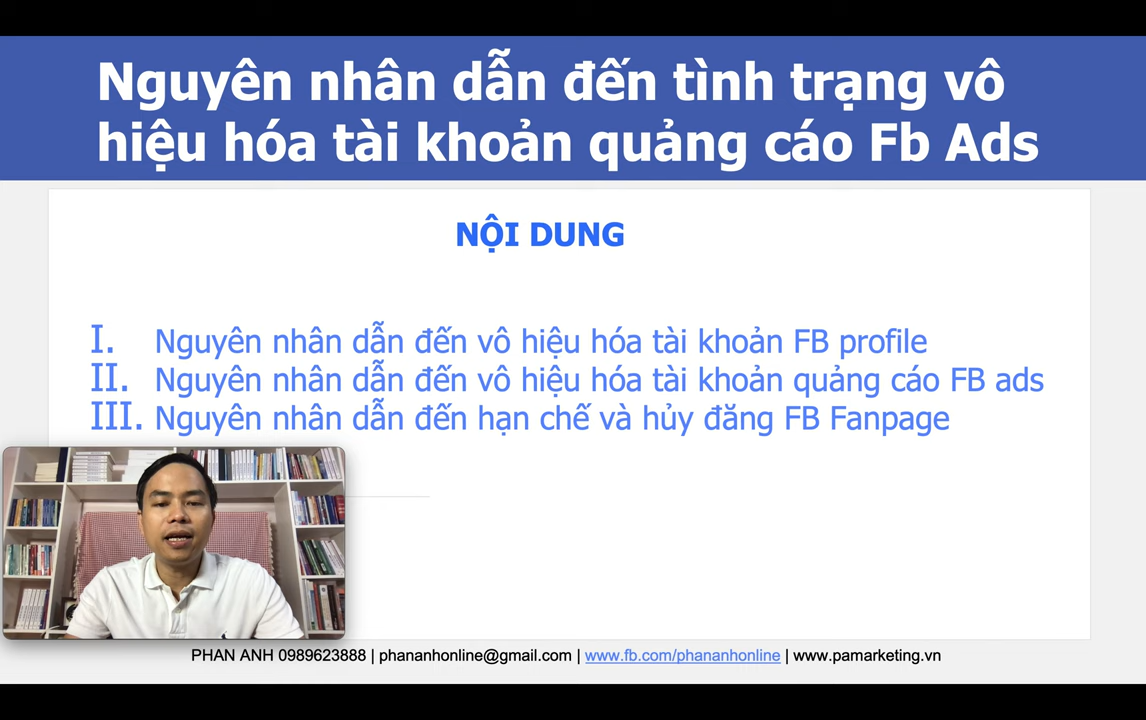 Nguyên nhân dẫn đến tình trạng vô
hiệu hóa tài khoản quảng cáo Fb Ads
NỘI DUNG
I. Nguyên nhân dẫn đến vô hiệu hóa tài khoản FB profile
II. Nguyên nhân dẫn đến vô hiệu hóa tài khoản quảng cáo FB ads
III. Nguyên nhân dẫn đến hạn chế và hủy đăng FB Fanpage
PHAN ANH 0989623888 | phananhonline@gmail.com | www.fb.com/phananhonline | www.pamarketing.vn